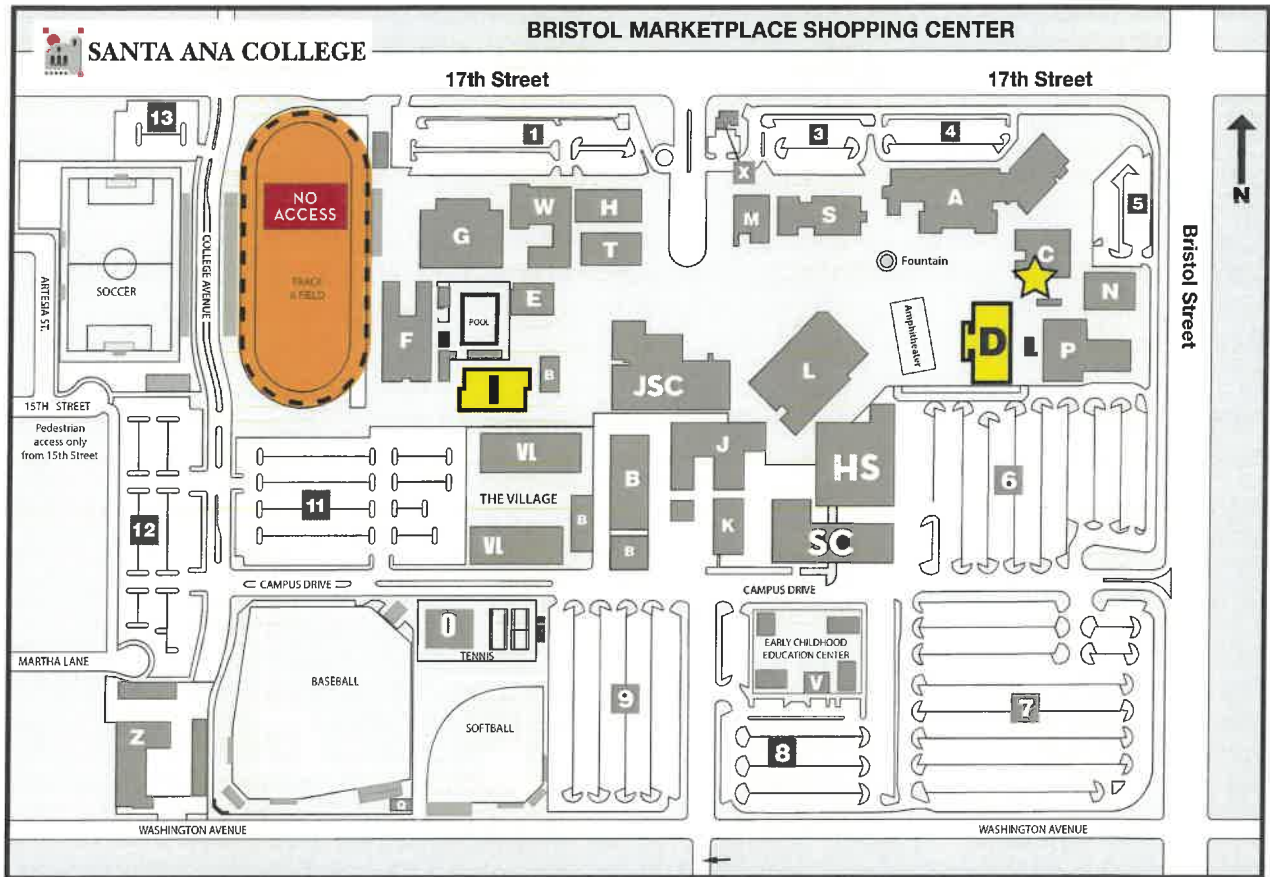 SANTA ANA COLLEGE
BRISTOL MARKETPLACE SHOPPING CENTER
17th Street
17th Street
13
1
3
4
5
N
X
NO
ACCESS
TRACK
& FIELD
SOCCER
COLLEGE AVENUE
ARTESIA ST.
G
W
H
T
M
S
A
C
Fountain
Bristol Street
N
F
POOL
E
I
B
JSC
L
Amphitheater
D
L
P
15TH STREET
Pedestrian
access only
from 15th Street
12
11
VL
THE VILLAGE
VL
B
B
B
J
K
HS
SC
6
CAMPUS DRIVE
CAMPUS DRIVE
TENNIS
EARLY CHILDHOOD
EDUCATION CENTER
V
MARTHA LANE
BASEBALL
SOFTBALL
9
8
7
Z
WASHINGTON AVENUE
WASHINGTON AVENUE